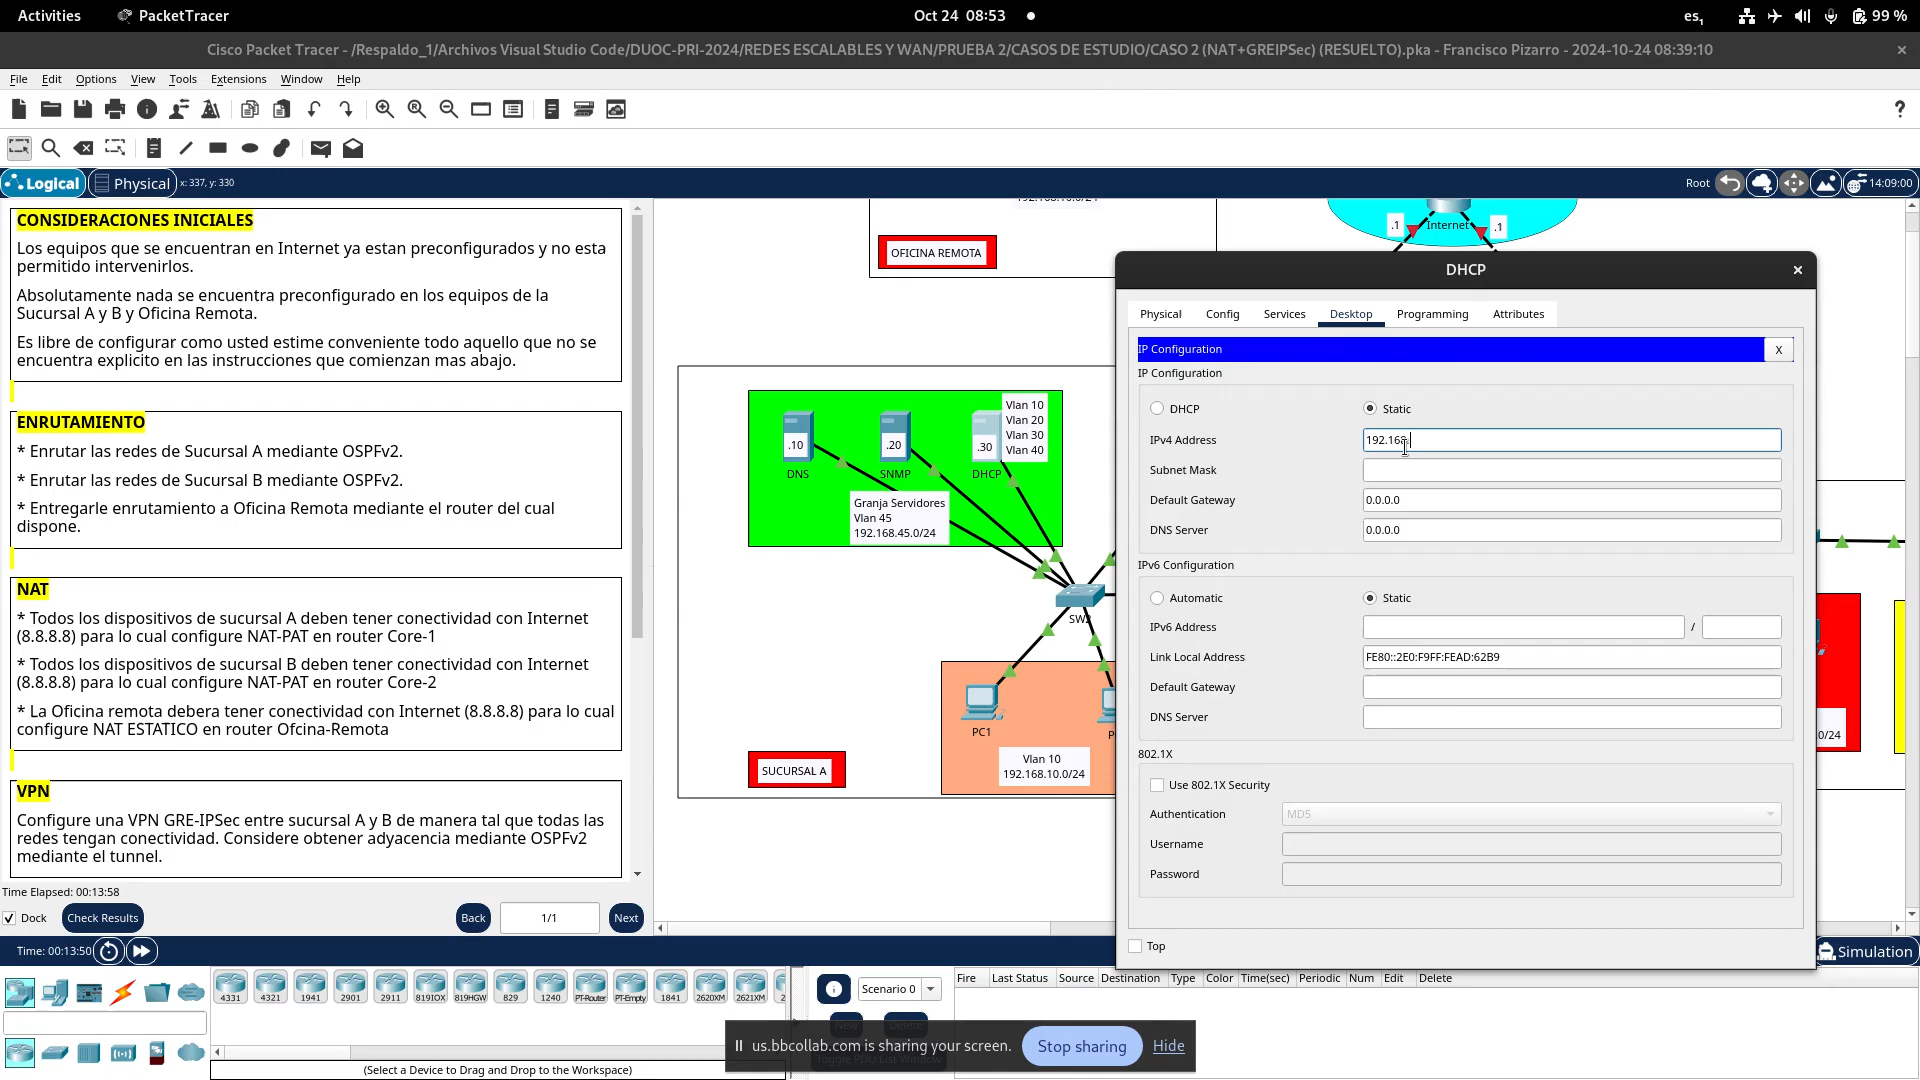 Activities
PacketTracer
Oct 24 08:53
es1
99 %
Cisco Packet Tracer - /Respaldo_1/Archivos Visual Studio Code/DUOC-PRI-2024/REDES ESCALABLES Y WAN/PRUEBA 2/CASOS DE ESTUDIO/CASO 2 (NAT+GREIPSec) (RESUELTO).pka - Francisco Pizarro - 2024-10-24 08:39:10
File Edit Options View Tools Extensions Window Help
Logical
Physical
x: 337, y: 330
Root
14:09:00
CONSIDERACIONES INICIALES
Los equipos que se encuentran en Internet ya estan preconfigurados y no esta
permitido intervenirlos.
Absolutamente nada se encuentra preconfigurado en los equipos de la
Sucursal A y B y Oficina Remota.
Es libre de configurar como usted estime conveniente todo aquello que no se
encuentra explicito en las instrucciones que comienzan mas abajo.
ENRUTAMIENTO
* Enrutar las redes de Sucursal A mediante OSPFv2.
* Enrutar las redes de Sucursal B mediante OSPFv2.
* Entregarle enrutamiento a Oficina Remota mediante el router del cual
dispone.
NAT
* Todos los dispositivos de sucursal A deben tener conectividad con Internet
(8.8.8.8) para lo cual configure NAT-PAT en router Core-1
* Todos los dispositivos de sucursal B deben tener conectividad con Internet
(8.8.8.8) para lo cual configure NAT-PAT en router Core-2
* La Oficina remota debera tener conectividad con Internet (8.8.8.8) para lo cual
configure NAT ESTATICO en router Ofcina-Remota
VPN
Configure una VPN GRE-IPSec entre sucursal A y B de manera tal que todas las
redes tengan conectividad. Considere obtener adyacencia mediante OSPFv2
mediante el tunnel.
Time Elapsed: 00:13:58
Dock
Check Results
Back
1/1
Next
OFICINA REMOTA
.1
Internet
.1
.10
.20
.30
DNS
SNMP
DHCP
Vlan 10
Vlan 20
Vlan 30
Vlan 40
Granja Servidores
Vlan 45
192.168.45.0/24
PC1
Vlan 10
192.168.10.0/24
SUCURSAL A
0/24
DHCP
Physical Config Services Desktop Programming Attributes
IP Configuration
X
IP Configuration
DHCP
Static
IPv4 Address
192.168.
Subnet Mask
Default Gateway
0.0.0.0
DNS Server
0.0.0.0
IPv6 Configuration
Automatic
Static
IPv6 Address
/
Link Local Address
FE80::2E0:F9FF:FEAD:62B9
Default Gateway
DNS Server
802.1X
Use 802.1X Security
Authentication
MD5
Username
Password
Top
Time: 00:13:50
Simulation
4331 4321 1941 2901 2911 819IOX 819HGW 829 1240 PT-Router PT-Empty 1841 2620XM 2621XM
(Select a Device to Drag and Drop to the Workspace)
Scenario 0
New
Delete
Toggle PDU List Window
Fire Last Status Source Destination Type Color Time(sec) Periodic Num Edit Delete
us.bbcollab.com is sharing your screen.
Stop sharing
Hide